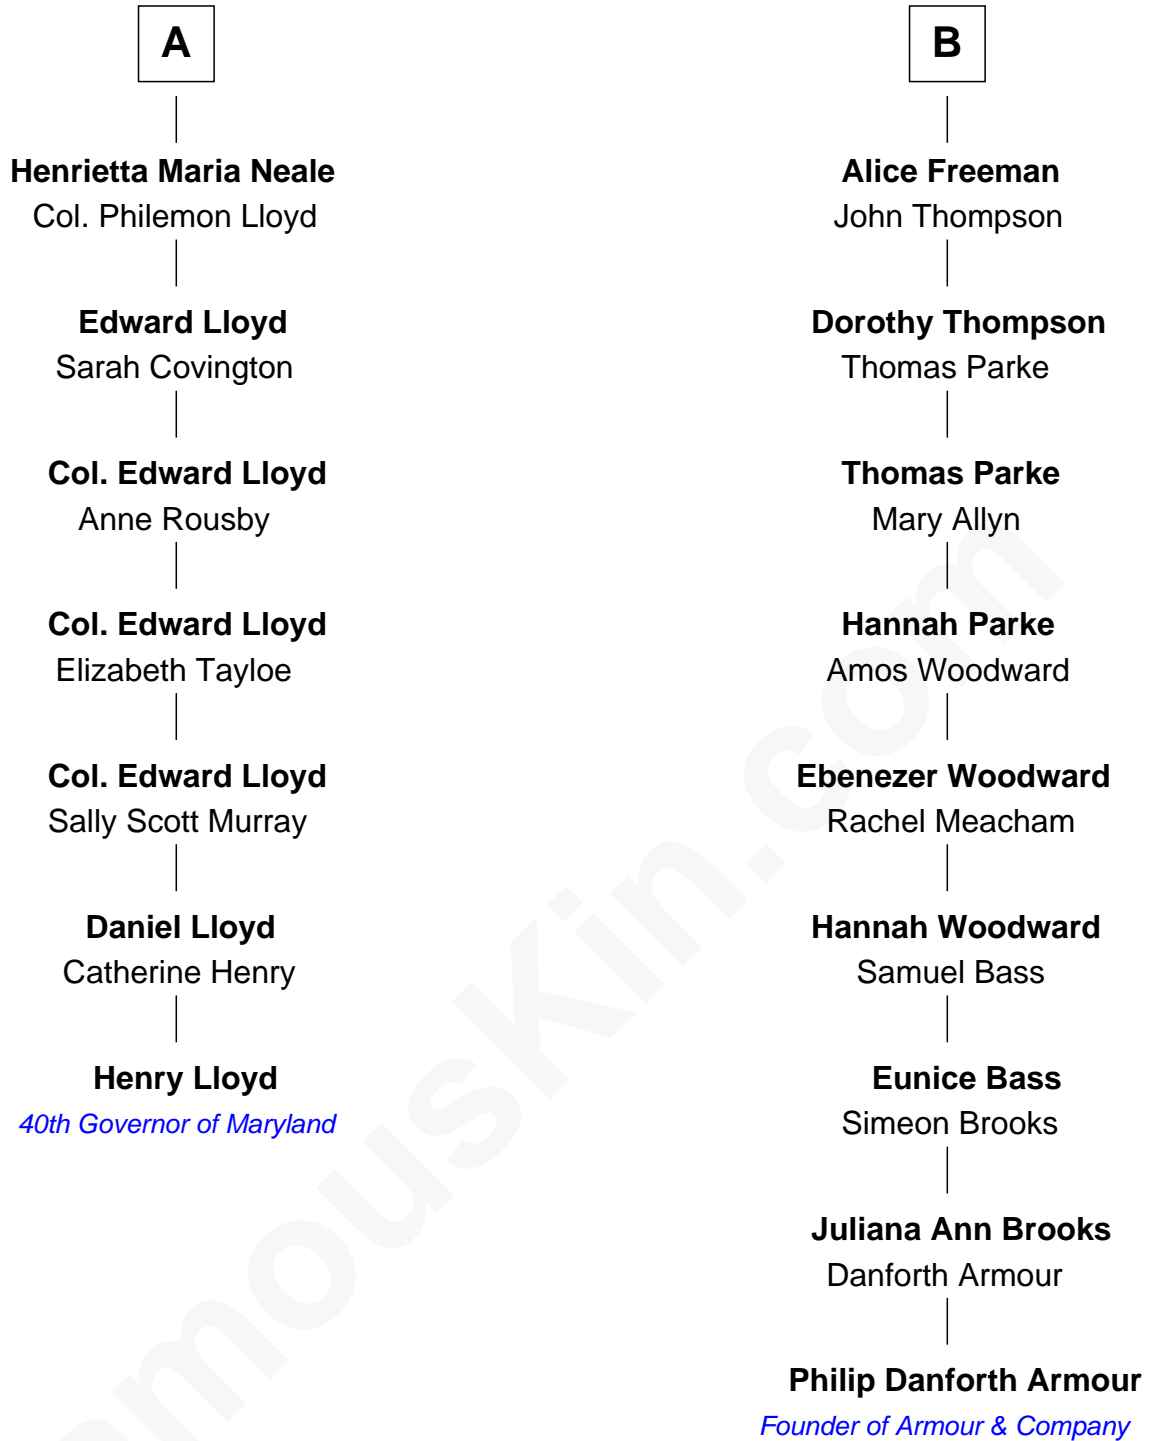 A
Henrietta Maria Neale
Col. Philemon Lloyd
Edward Lloyd
Sarah Covington
Col. Edward Lloyd
Anne Rousby
Col. Edward Lloyd
Elizabeth Tayloe
Col. Edward Lloyd
Sally Scott Murray
Daniel Lloyd
Catherine Henry
Henry Lloyd
40th Governor of Maryland
B
Alice Freeman
John Thompson
Dorothy Thompson
Thomas Parke
Thomas Parke
Mary Allyn
Hannah Parke
Amos Woodward
Ebenezer Woodward
Rachel Meacham
Hannah Woodward
Samuel Bass
Eunice Bass
Simeon Brooks
Juliana Ann Brooks
Danforth Armour
Philip Danforth Armour
Founder of Armour & Company
amouskin.com